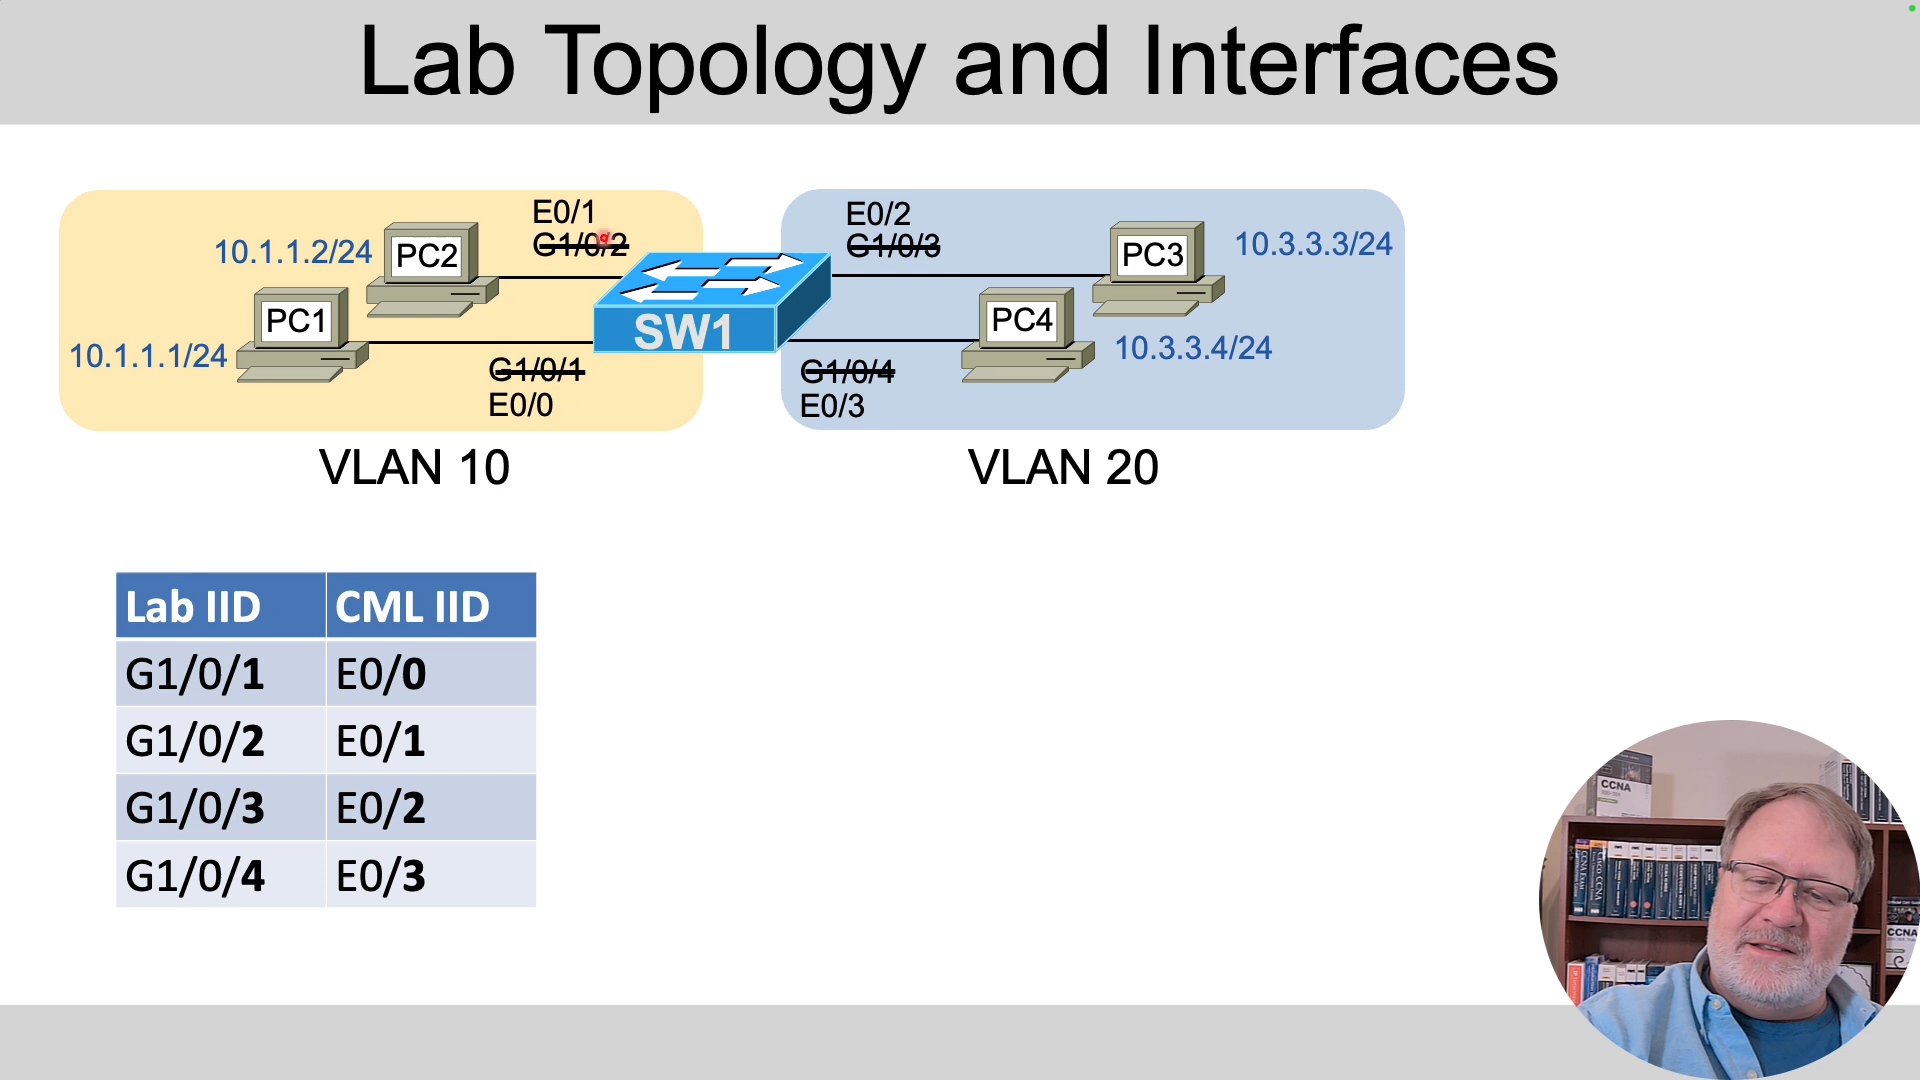 Lab Topology and Interfaces
E0/1
G1/0/2
10.1.1.2/24
PC2
PC1
10.1.1.1/24
SW1
G1/0/1
E0/0
VLAN 10
E0/2
G1/0/3
PC3
10.3.3.3/24
PC4
10.3.3.4/24
G1/0/4
E0/3
VLAN 20
Lab IID CML IID
G1/0/1 E0/0
G1/0/2 E0/1
G1/0/3 E0/2
G1/0/4 E0/3
CCNA
CCNA